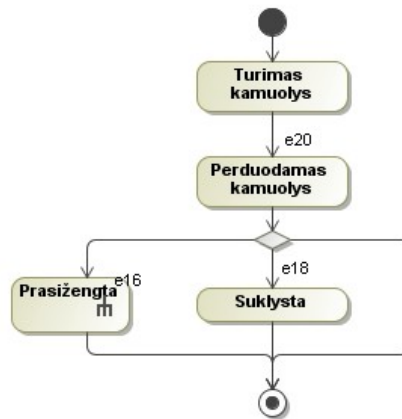 Turimas
kamuolys
e20
Perduodamas
kamuolys
e16
e18
Prasižengta
Suklysta